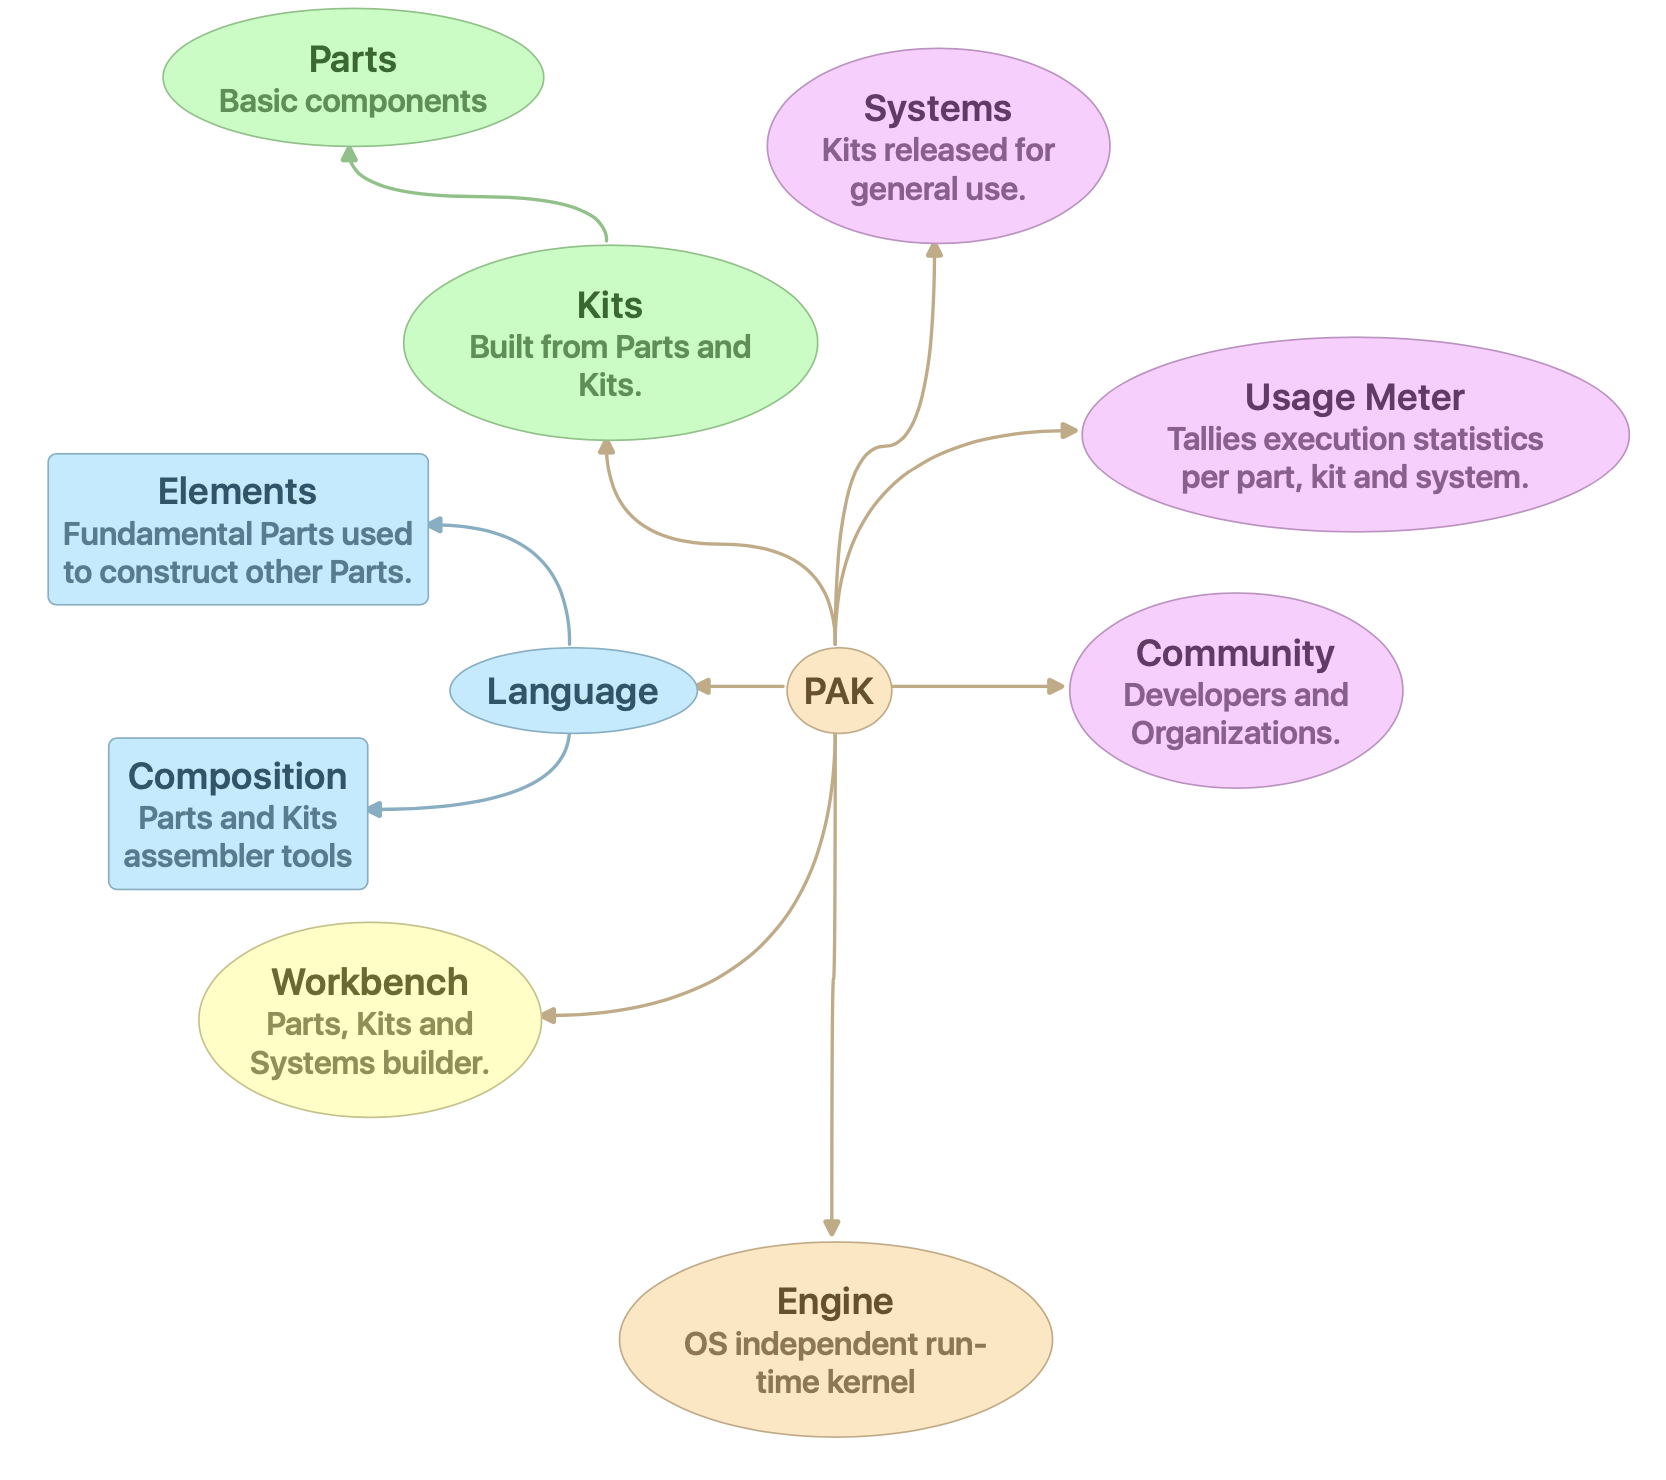 Parts
Basic components
Systems
Kits released for
general use.
Kits
Built from Parts and
Kits.
Usage Meter
Tallies execution statistics
per part, kit and system.
Elements
Fundamental Parts used
to construct other Parts.
Language
PAK
Community
Developers and
Organizations.
Composition
Parts and Kits
assembler tools
Workbench
Parts, Kits and
Systems builder.
Engine
OS independent run-
time kernel